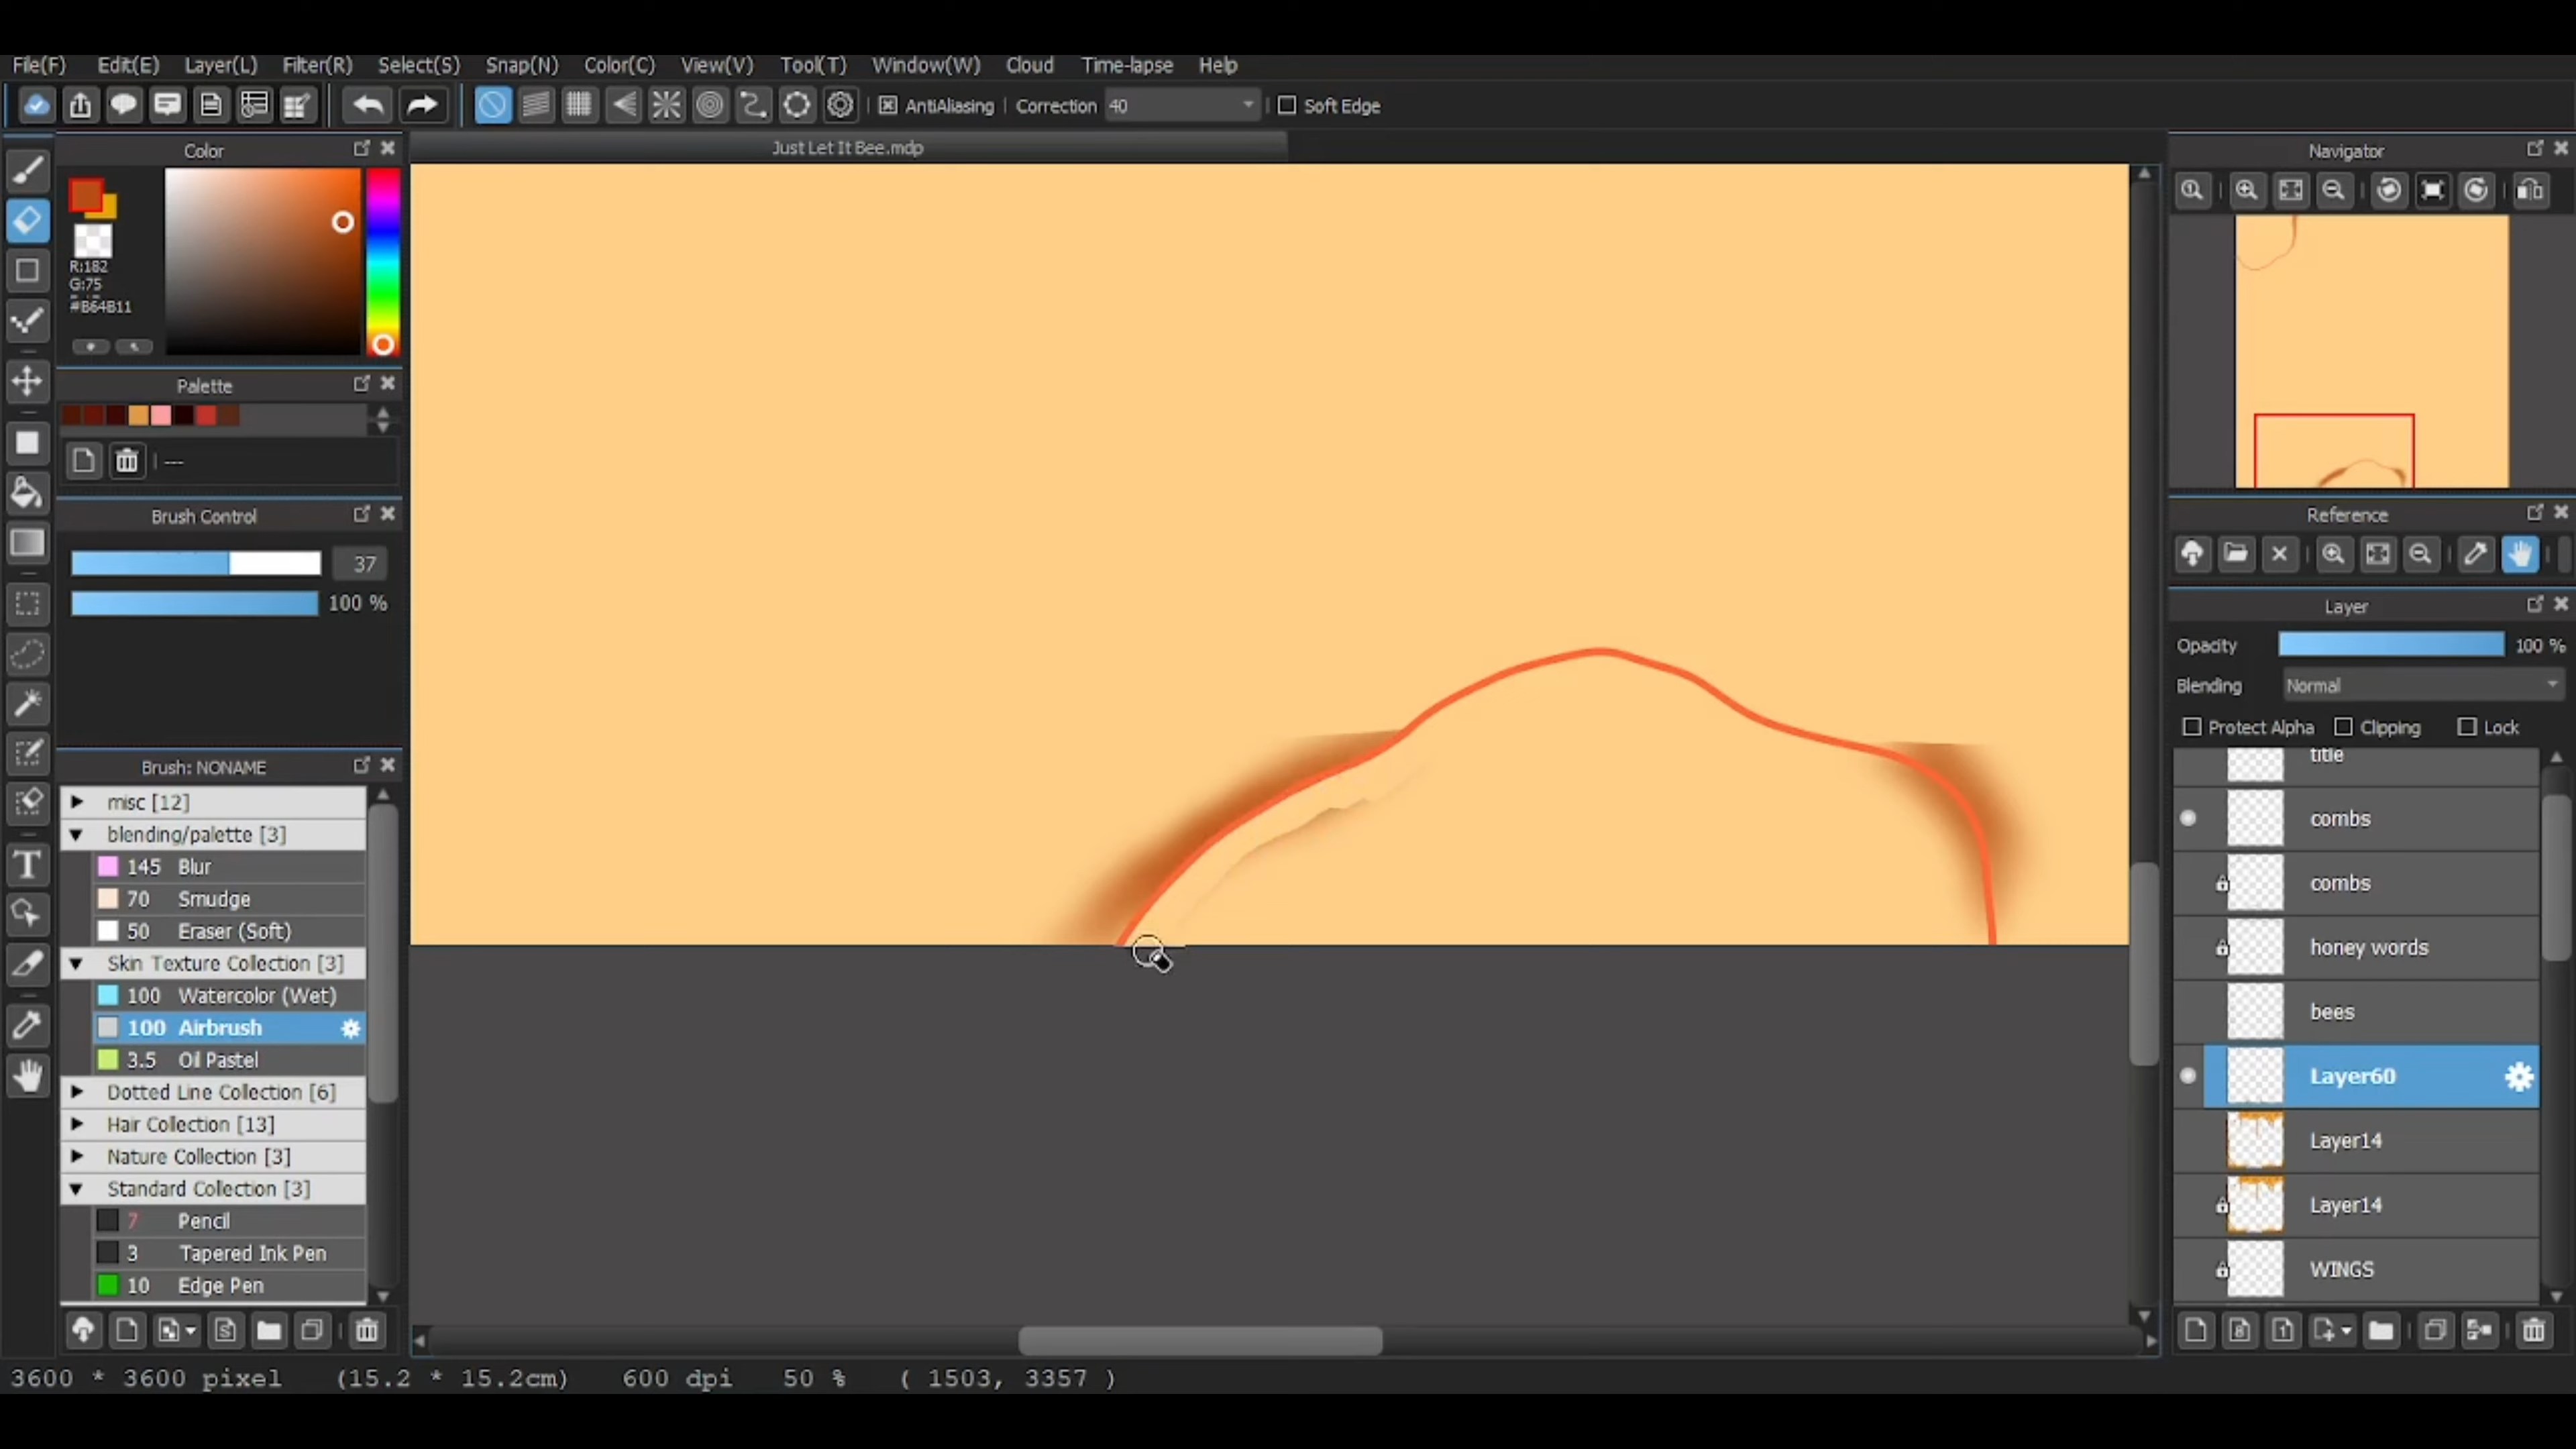 File(F) Edit(E) Layer(L) Filter(R) Select(S) Snap(N) Color(C) View(V) Tool(T) Window(W) Cloud Time-lapse Help
AntiAliasing Correction 40 Soft Edge
Color
R:182
G:75
#B64B11
Palette
---
Brush Control
37
100 %
Brush: NONAME
misc [12]
blending/palette [3]
145 Blur
70 Smudge
50 Eraser (Soft)
Skin Texture Collection [3]
100 Watercolor (Wet)
100 Airbrush
3.5 Oil Pastel
Dotted Line Collection [6]
Hair Collection [13]
Nature Collection [3]
Standard Collection [3]
7 Pencil
3 Tapered Ink Pen
10 Edge Pen
Just Let It Bee.mdp
Navigator
Reference
Layer
Opacity 100 %
Blending Normal
Protect Alpha Clipping Lock
title
combs
combs
honey words
bees
Layer60
Layer14
Layer14
WINGS
3600 * 3600 pixel (15.2 * 15.2cm) 600 dpi 50 % ( 1503, 3357 )